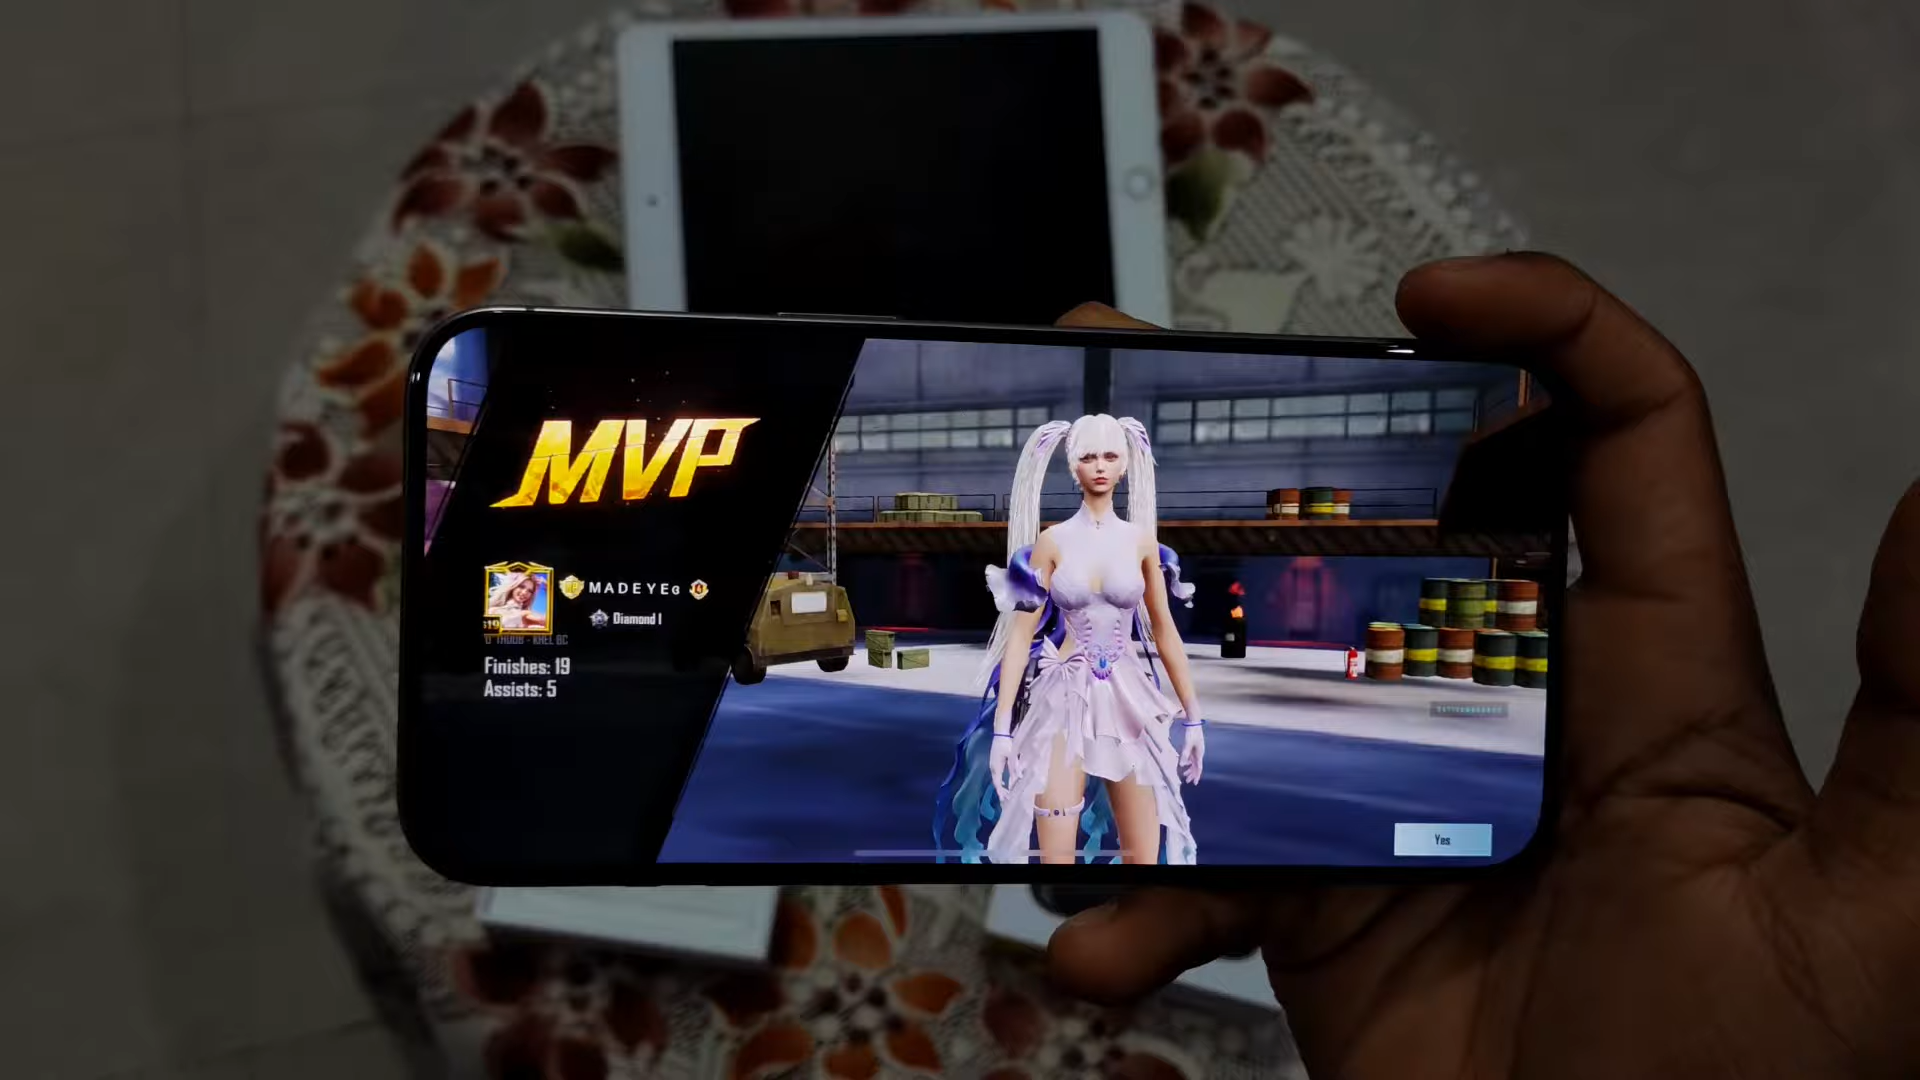 MVP
MADEYEG
Diamond I
Finishes: 19
Assists: 5
Yes